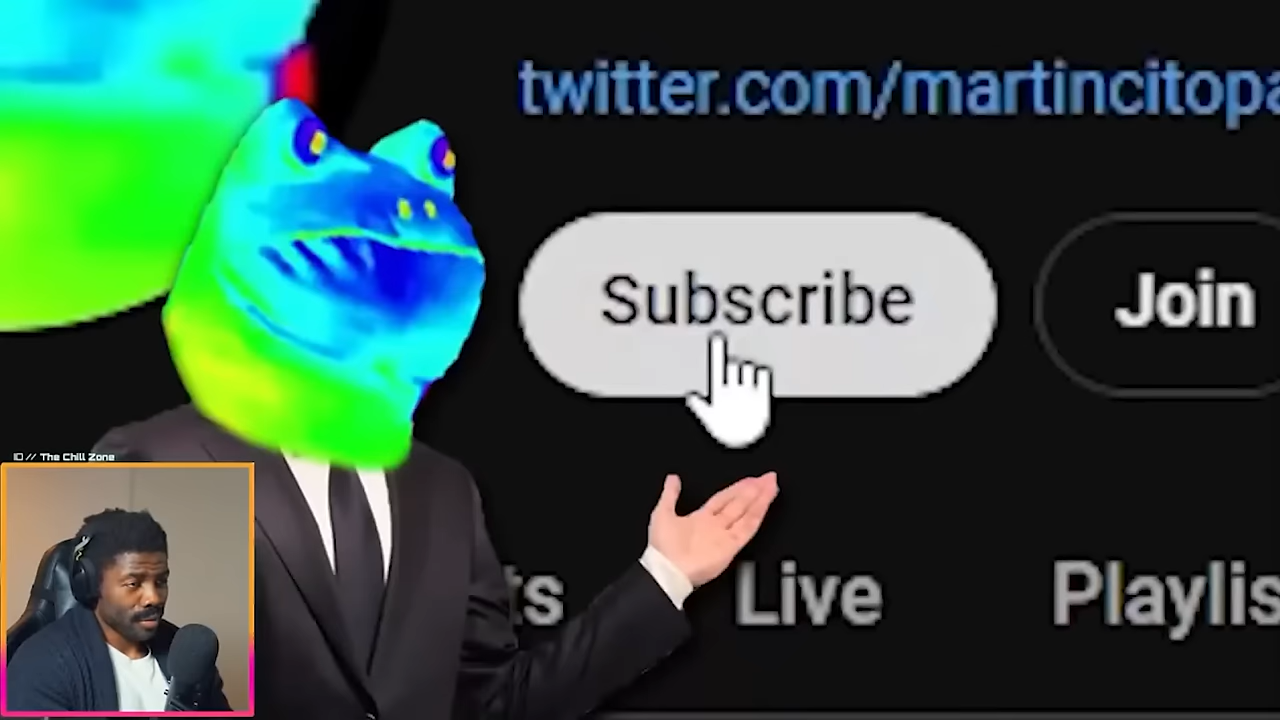 twitter.com/martincitopa
Subscribe
Join
ts
Live
Playlis
// The Chill Zone